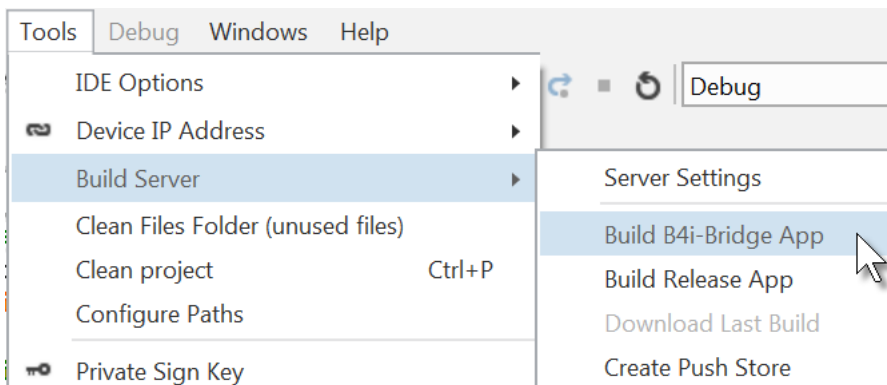 Tools Debug Windows Help
IDE Options
Debug
Device IP Address
Build Server
Server Settings
Clean Files Folder (unused files)
Build B4i-Bridge App
Clean project Ctrl+P
Build Release App
Configure Paths
Download Last Build
Private Sign Key
Create Push Store